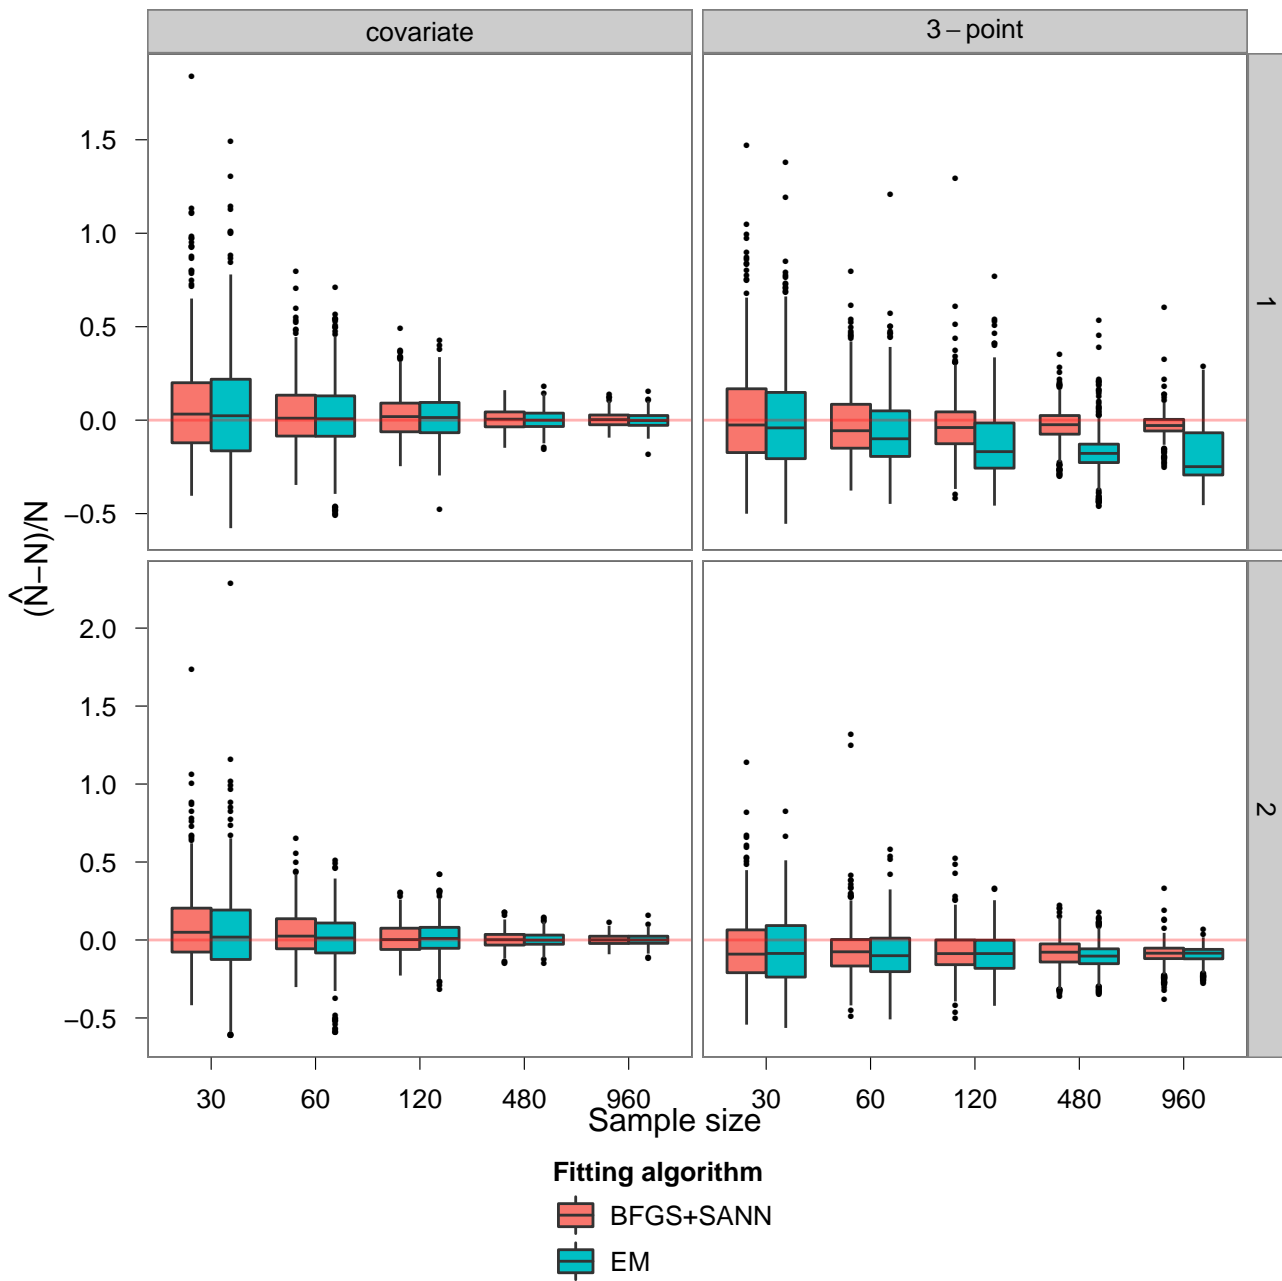 covariate
3−point
1.5
1.0
0.5
0.0
−0.5
1
(N̂−N)/N
2.0
1.5
1.0
0.5
0.0
−0.5
2
30 60 120 480 960 30 60 120 480 960
Sample size
Fitting algorithm
BFGS+SANN
EM